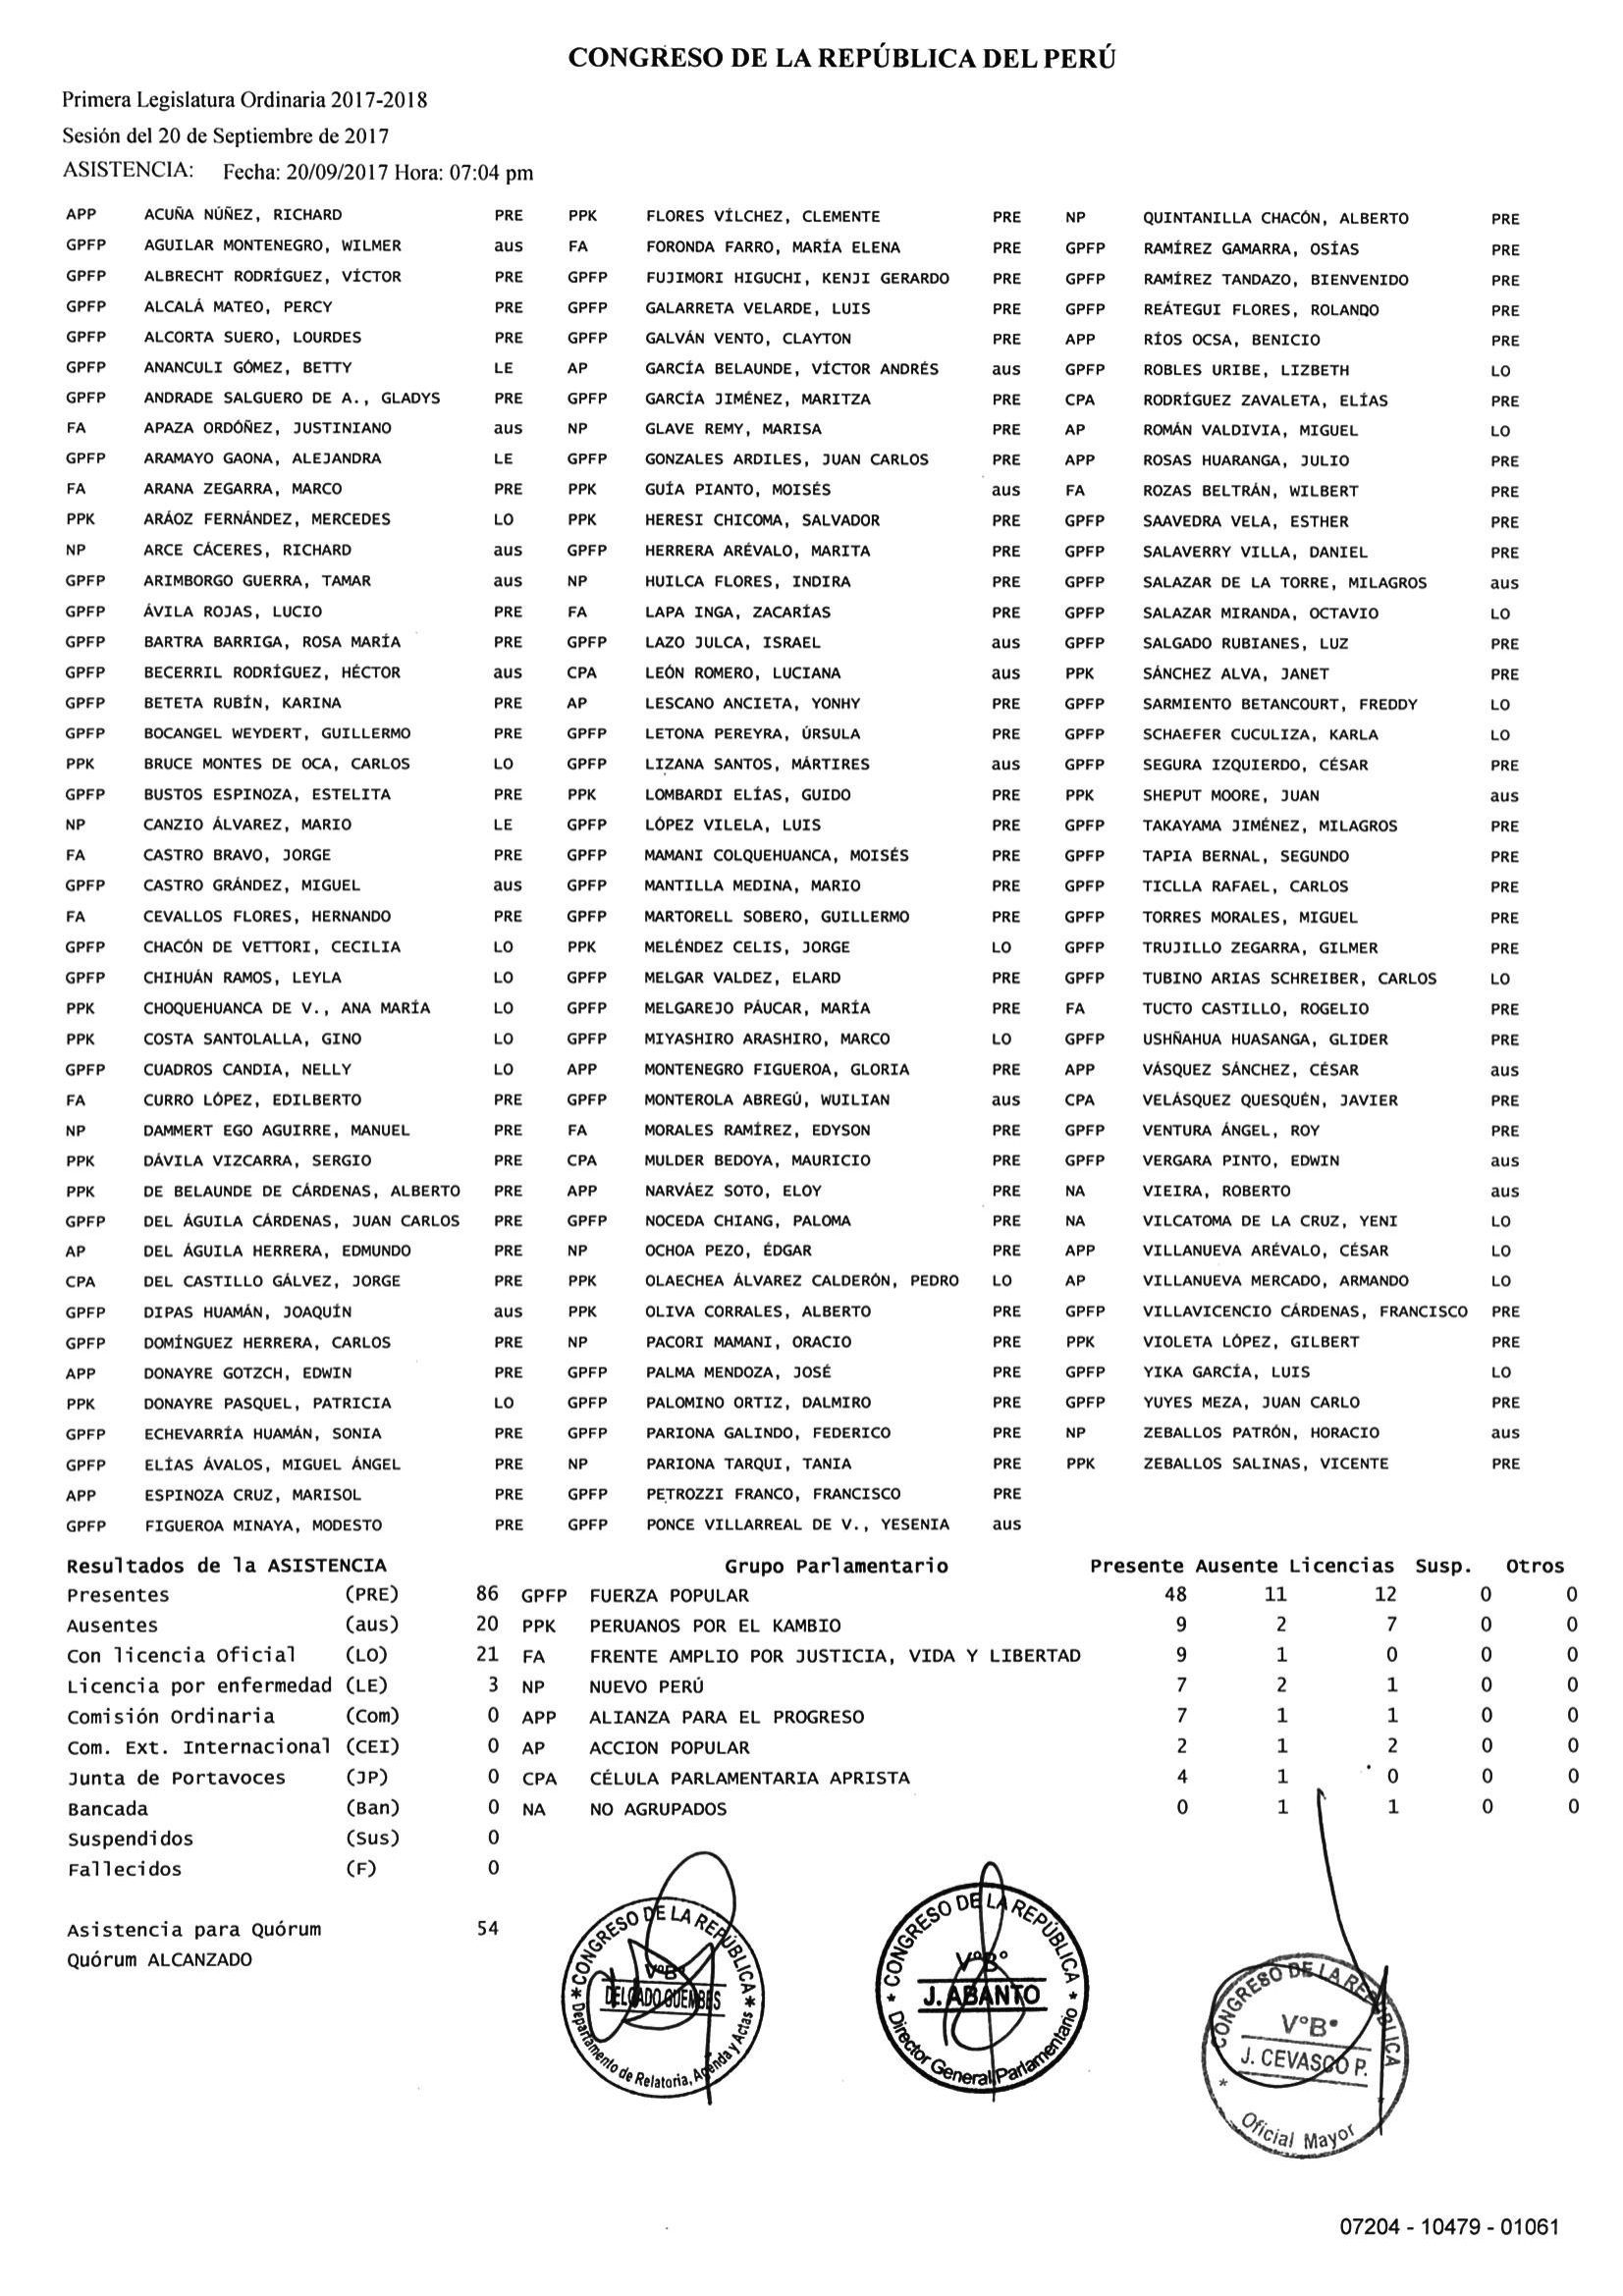 CONGRESO DE LA REPÚBLICA DEL PERÚ
Primera Legislatura Ordinaria 2017-2018
Sesión del 20 de Septiembre de 2017
ASISTENCIA: Fecha: 20/09/2017 Hora: 07:04 pm
APP ACUÑA NÚÑEZ, RICHARD PRE PPK FLORES VÍLCHEZ, CLEMENTE PRE NP QUINTANILLA CHACÓN, ALBERTO PRE
GPFP AGUILAR MONTENEGRO, WILMER aus FA FORONDA FARRO, MARÍA ELENA PRE GPFP RAMÍREZ GAMARRA, OSÍAS PRE
GPFP ALBRECHT RODRÍGUEZ, VÍCTOR PRE GPFP FUJIMORI HIGUCHI, KENJI GERARDO PRE GPFP RAMÍREZ TANDAZO, BIENVENIDO PRE
GPFP ALCALÁ MATEO, PERCY PRE GPFP GALARRETA VELARDE, LUIS PRE GPFP REÁTEGUI FLORES, ROLANDO PRE
GPFP ALCORTA SUERO, LOURDES PRE GPFP GALVÁN VENTO, CLAYTON PRE APP RÍOS OCSA, BENICIO PRE
GPFP ANANCULI GÓMEZ, BETTY LE AP GARCÍA BELAUNDE, VÍCTOR ANDRÉS aus GPFP ROBLES URIBE, LIZBETH LO
GPFP ANDRADE SALGUERO DE A., GLADYS PRE GPFP GARCÍA JIMÉNEZ, MARITZA PRE CPA RODRÍGUEZ ZAVALETA, ELÍAS PRE
FA APAZA ORDÓÑEZ, JUSTINIANO aus NP GLAVE REMY, MARISA PRE AP ROMÁN VALDIVIA, MIGUEL LO
GPFP ARAMAYO GAONA, ALEJANDRA LE GPFP GONZALES ARDILES, JUAN CARLOS PRE APP ROSAS HUARANGA, JULIO PRE
FA ARANA ZEGARRA, MARCO PRE PPK GUÍA PIANTO, MOISÉS aus FA ROZAS BELTRÁN, WILBERT PRE
PPK ARÁOZ FERNÁNDEZ, MERCEDES LO PPK HERESI CHICOMA, SALVADOR PRE GPFP SAAVEDRA VELA, ESTHER PRE
NP ARCE CÁCERES, RICHARD aus GPFP HERRERA ARÉVALO, MARITA PRE GPFP SALAVERRY VILLA, DANIEL PRE
GPFP ARIMBORGO GUERRA, TAMAR aus NP HUILCA FLORES, INDIRA PRE GPFP SALAZAR DE LA TORRE, MILAGROS aus
GPFP ÁVILA ROJAS, LUCIO PRE FA LAPA INGA, ZACARÍAS PRE GPFP SALAZAR MIRANDA, OCTAVIO LO
GPFP BARTRA BARRIGA, ROSA MARÍA PRE GPFP LAZO JULCA, ISRAEL aus GPFP SALGADO RUBIANES, LUZ PRE
GPFP BECERRIL RODRÍGUEZ, HÉCTOR aus CPA LEÓN ROMERO, LUCIANA aus PPK SÁNCHEZ ALVA, JANET PRE
GPFP BETETA RUBÍN, KARINA PRE AP LESCANO ANCIETA, YONHY PRE GPFP SARMIENTO BETANCOURT, FREDDY LO
GPFP BOCANGEL WEYDERT, GUILLERMO PRE GPFP LETONA PEREYRA, ÚRSULA PRE GPFP SCHAEFER CUCULIZA, KARLA LO
PPK BRUCE MONTES DE OCA, CARLOS LO GPFP LIZANA SANTOS, MÁRTIRES aus GPFP SEGURA IZQUIERDO, CÉSAR PRE
GPFP BUSTOS ESPINOZA, ESTELITA PRE PPK LOMBARDI ELÍAS, GUIDO PRE PPK SHEPUT MOORE, JUAN aus
NP CANZIO ÁLVAREZ, MARIO LE GPFP LÓPEZ VILELA, LUIS PRE GPFP TAKAYAMA JIMÉNEZ, MILAGROS PRE
FA CASTRO BRAVO, JORGE PRE GPFP MAMANI COLQUEHUANCA, MOISÉS PRE GPFP TAPIA BERNAL, SEGUNDO PRE
GPFP CASTRO GRÁNDEZ, MIGUEL aus GPFP MANTILLA MEDINA, MARIO PRE GPFP TICLLA RAFAEL, CARLOS PRE
FA CEVALLOS FLORES, HERNANDO PRE GPFP MARTORELL SOBERO, GUILLERMO PRE GPFP TORRES MORALES, MIGUEL PRE
GPFP CHACÓN DE VETTORI, CECILIA LO PPK MELÉNDEZ CELIS, JORGE LO GPFP TRUJILLO ZEGARRA, GILMER PRE
GPFP CHIHUÁN RAMOS, LEYLA LO GPFP MELGAR VALDEZ, ELARD PRE GPFP TUBINO ARIAS SCHREIBER, CARLOS LO
PPK CHOQUEHUANCA DE V., ANA MARÍA LO GPFP MELGAREJO PÁUCAR, MARÍA PRE FA TUCTO CASTILLO, ROGELIO PRE
PPK COSTA SANTOLALLA, GINO LO GPFP MIYASHIRO ARASHIRO, MARCO LO GPFP USHÑAHUA HUASANGA, GLIDER PRE
GPFP CUADROS CANDIA, NELLY LO APP MONTENEGRO FIGUEROA, GLORIA PRE APP VÁSQUEZ SÁNCHEZ, CÉSAR aus
FA CURRO LÓPEZ, EDILBERTO PRE GPFP MONTEROLA ABREGÚ, WUILIAN aus CPA VELÁSQUEZ QUESQUÉN, JAVIER PRE
NP DAMMERT EGO AGUIRRE, MANUEL PRE FA MORALES RAMÍREZ, EDYSON PRE GPFP VENTURA ÁNGEL, ROY PRE
PPK DÁVILA VIZCARRA, SERGIO PRE CPA MULDER BEDOYA, MAURICIO PRE GPFP VERGARA PINTO, EDWIN aus
PPK DE BELAUNDE DE CÁRDENAS, ALBERTO PRE APP NARVÁEZ SOTO, ELOY PRE NA VIEIRA, ROBERTO aus
GPFP DEL ÁGUILA CÁRDENAS, JUAN CARLOS PRE GPFP NOCEDA CHIANG, PALOMA PRE NA VILCATOMA DE LA CRUZ, YENI LO
AP DEL ÁGUILA HERRERA, EDMUNDO PRE NP OCHOA PEZO, ÉDGAR PRE APP VILLANUEVA ARÉVALO, CÉSAR LO
CPA DEL CASTILLO GÁLVEZ, JORGE PRE PPK OLAECHEA ÁLVAREZ CALDERÓN, PEDRO LO AP VILLANUEVA MERCADO, ARMANDO LO
GPFP DIPAS HUAMÁN, JOAQUÍN aus PPK OLIVA CORRALES, ALBERTO PRE GPFP VILLAVICENCIO CÁRDENAS, FRANCISCO PRE
GPFP DOMÍNGUEZ HERRERA, CARLOS PRE NP PACORI MAMANI, ORACIO PRE PPK VIOLETA LÓPEZ, GILBERT PRE
APP DONAYRE GOTZCH, EDWIN PRE GPFP PALMA MENDOZA, JOSÉ PRE GPFP YIKA GARCÍA, LUIS LO
PPK DONAYRE PASQUEL, PATRICIA LO GPFP PALOMINO ORTIZ, DALMIRO PRE GPFP YUYES MEZA, JUAN CARLO PRE
GPFP ECHEVARRÍA HUAMÁN, SONIA PRE GPFP PARIONA GALINDO, FEDERICO PRE NP ZEBALLOS PATRÓN, HORACIO aus
GPFP ELÍAS ÁVALOS, MIGUEL ÁNGEL PRE NP PARIONA TARQUI, TANIA PRE PPK ZEBALLOS SALINAS, VICENTE PRE
APP ESPINOZA CRUZ, MARISOL PRE GPFP PETROZZI FRANCO, FRANCISCO PRE
GPFP FIGUEROA MINAYA, MODESTO PRE GPFP PONCE VILLARREAL DE V., YESENIA aus
Resultados de la ASISTENCIA Grupo Parlamentario Presente Ausente Licencias Susp. Otros
Presentes (PRE) 86 GPFP FUERZA POPULAR 48 11 12 0 0
Ausentes (aus) 20 PPK PERUANOS POR EL KAMBIO 9 2 7 0 0
Con licencia Oficial (LO) 21 FA FRENTE AMPLIO POR JUSTICIA, VIDA Y LIBERTAD 9 1 0 0 0
Licencia por enfermedad (LE) 3 NP NUEVO PERÚ 7 2 1 0 0
Comisión Ordinaria (Com) 0 APP ALIANZA PARA EL PROGRESO 7 1 1 0 0
Com. Ext. Internacional (CEI) 0 AP ACCION POPULAR 2 1 2 0 0
Junta de Portavoces (JP) 0 CPA CÉLULA PARLAMENTARIA APRISTA 4 1 0 0 0
Bancada (Ban) 0 NA NO AGRUPADOS 0 1 1 0 0
Suspendidos (Sus) 0
Fallecidos (F) 0
Asistencia para Quórum 54
Quórum ALCANZADO
CONGRESO DE LA REPÚBLICA
V°B°
DELGADO GUEMBES
Departamento de Relatoria, Agenda y Actas
CONGRESO DE LA REPÚBLICA
V°B°
J. ABANTO
Director General Parlamentario
CONGRESO DE LA REPÚBLICA
V°B°
J. CEVASCO P.
Oficial Mayor
07204 - 10479 - 01061